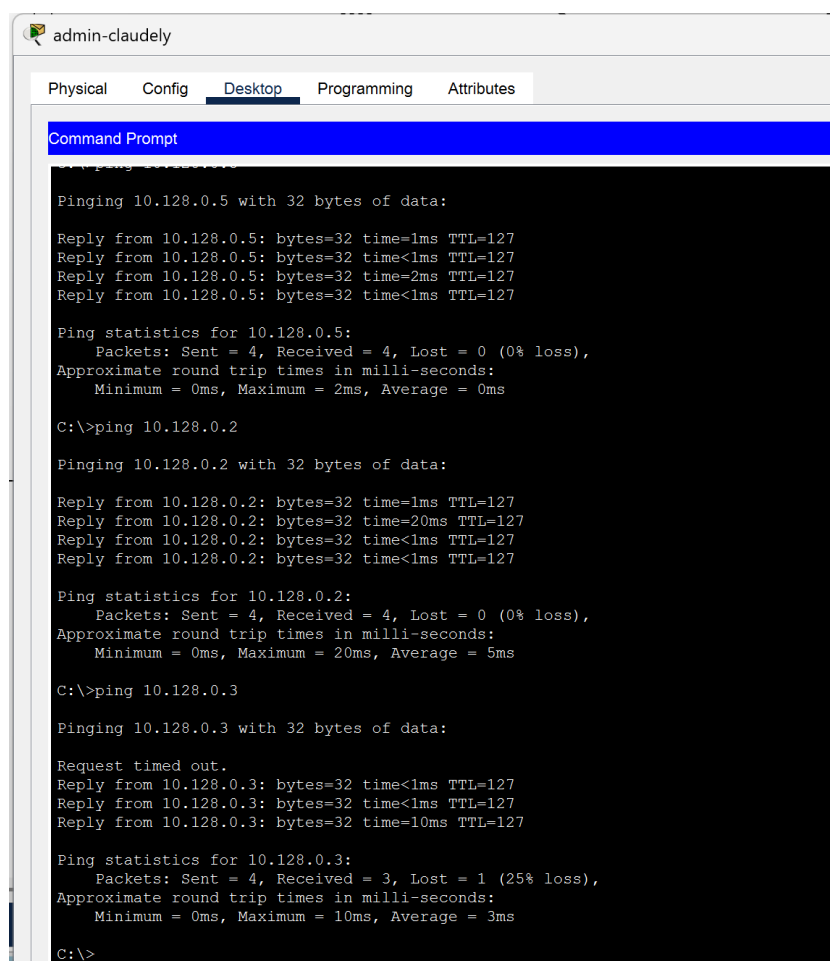 admin-claudely
Physical Config Desktop Programming Attributes
Command Prompt
Pinging 10.128.0.5 with 32 bytes of data:
Reply from 10.128.0.5: bytes=32 time=1ms TTL=127
Reply from 10.128.0.5: bytes=32 time<1ms TTL=127
Reply from 10.128.0.5: bytes=32 time=2ms TTL=127
Reply from 10.128.0.5: bytes=32 time<1ms TTL=127
Ping statistics for 10.128.0.5:
Packets: Sent = 4, Received = 4, Lost = 0 (0% loss),
Approximate round trip times in milli-seconds:
Minimum = 0ms, Maximum = 2ms, Average = 0ms
C:\>ping 10.128.0.2
Pinging 10.128.0.2 with 32 bytes of data:
Reply from 10.128.0.2: bytes=32 time=1ms TTL=127
Reply from 10.128.0.2: bytes=32 time=20ms TTL=127
Reply from 10.128.0.2: bytes=32 time<1ms TTL=127
Reply from 10.128.0.2: bytes=32 time<1ms TTL=127
Ping statistics for 10.128.0.2:
Packets: Sent = 4, Received = 4, Lost = 0 (0% loss),
Approximate round trip times in milli-seconds:
Minimum = 0ms, Maximum = 20ms, Average = 5ms
C:\>ping 10.128.0.3
Pinging 10.128.0.3 with 32 bytes of data:
Request timed out.
Reply from 10.128.0.3: bytes=32 time<1ms TTL=127
Reply from 10.128.0.3: bytes=32 time<1ms TTL=127
Reply from 10.128.0.3: bytes=32 time=10ms TTL=127
Ping statistics for 10.128.0.3:
Packets: Sent = 4, Received = 3, Lost = 1 (25% loss),
Approximate round trip times in milli-seconds:
Minimum = 0ms, Maximum = 10ms, Average = 3ms
C:\>